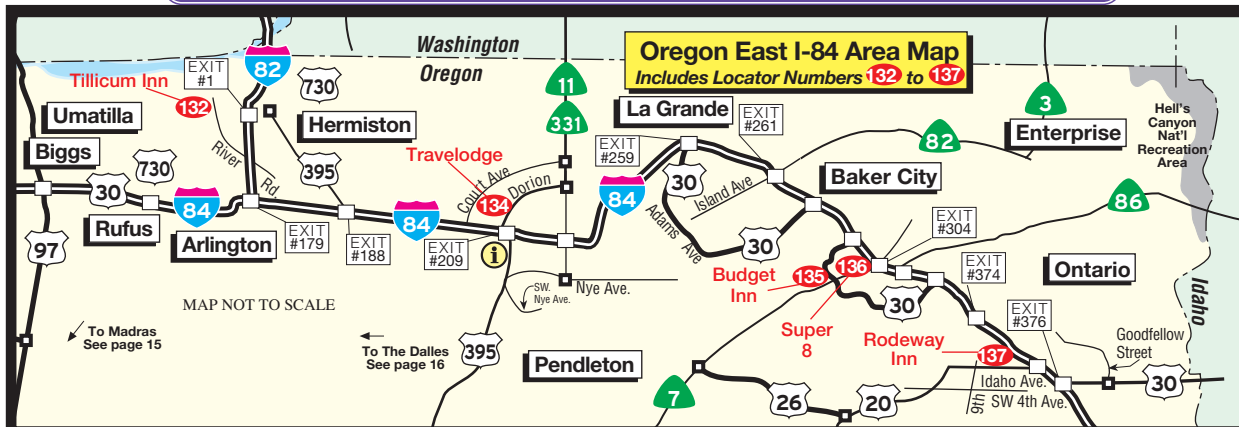 Washington
Oregon
Oregon East I-84 Area Map
Includes Locator Numbers 132 to 137
Tillicum Inn
132
EXIT
#1
82
730
11
331
La Grande
EXIT
#261
3
Enterprise
Hell's
Canyon
Nat'l
Recreation
Area
Umatilla
Hermiston
Biggs
730
River
Rd.
395
Travelodge
134
Court Ave
Dorion
EXIT
#259
30
84
Island Ave
Adams Ave
82
Baker City
86
30
Rufus
84
Arlington
EXIT
#179
EXIT
#188
84
EXIT
#209
i
30
EXIT
#304
EXIT
#374
Ontario
Idaho
97
MAP NOT TO SCALE
SW.
Nye Ave.
Nye Ave.
Budget
Inn
135
136
Super
8
30
EXIT
#376
Goodfellow
Street
To Madras
See page 15
To The Dalles
See page 16
395
Pendleton
Rodeway
Inn
137
7
26
20
9th
Idaho Ave.
SW 4th Ave.
30